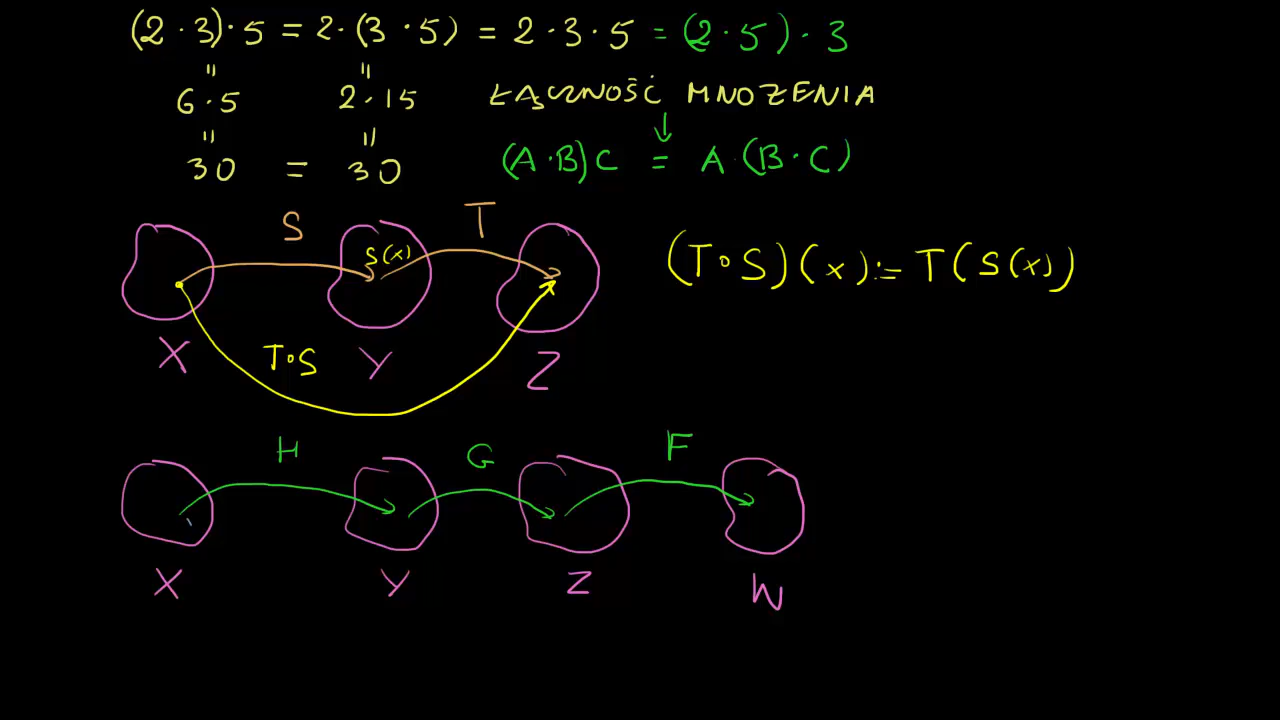 (2 · 3) · 5 = 2 · (3 · 5) = 2 · 3 · 5 = (2 · 5) · 3
6 · 5 2 · 15 ŁĄCZNOŚĆ MNOZENIA
30 = 30 (A · B) C = A · (B · C)
S T
S(x) (T ∘ S)(x) := T(S(x))
T∘S
X Y Z
H G F
X Y Z W